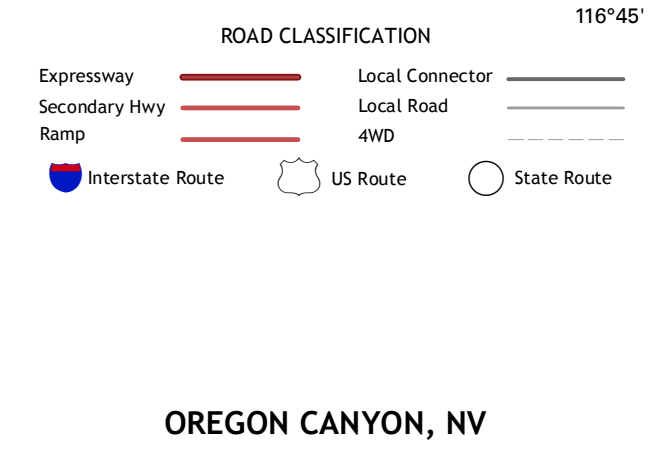 116°45'
ROAD CLASSIFICATION
Expressway
Local Connector
Secondary Hwy
Local Road
Ramp
4WD
Interstate Route
US Route
State Route
OREGON CANYON, NV